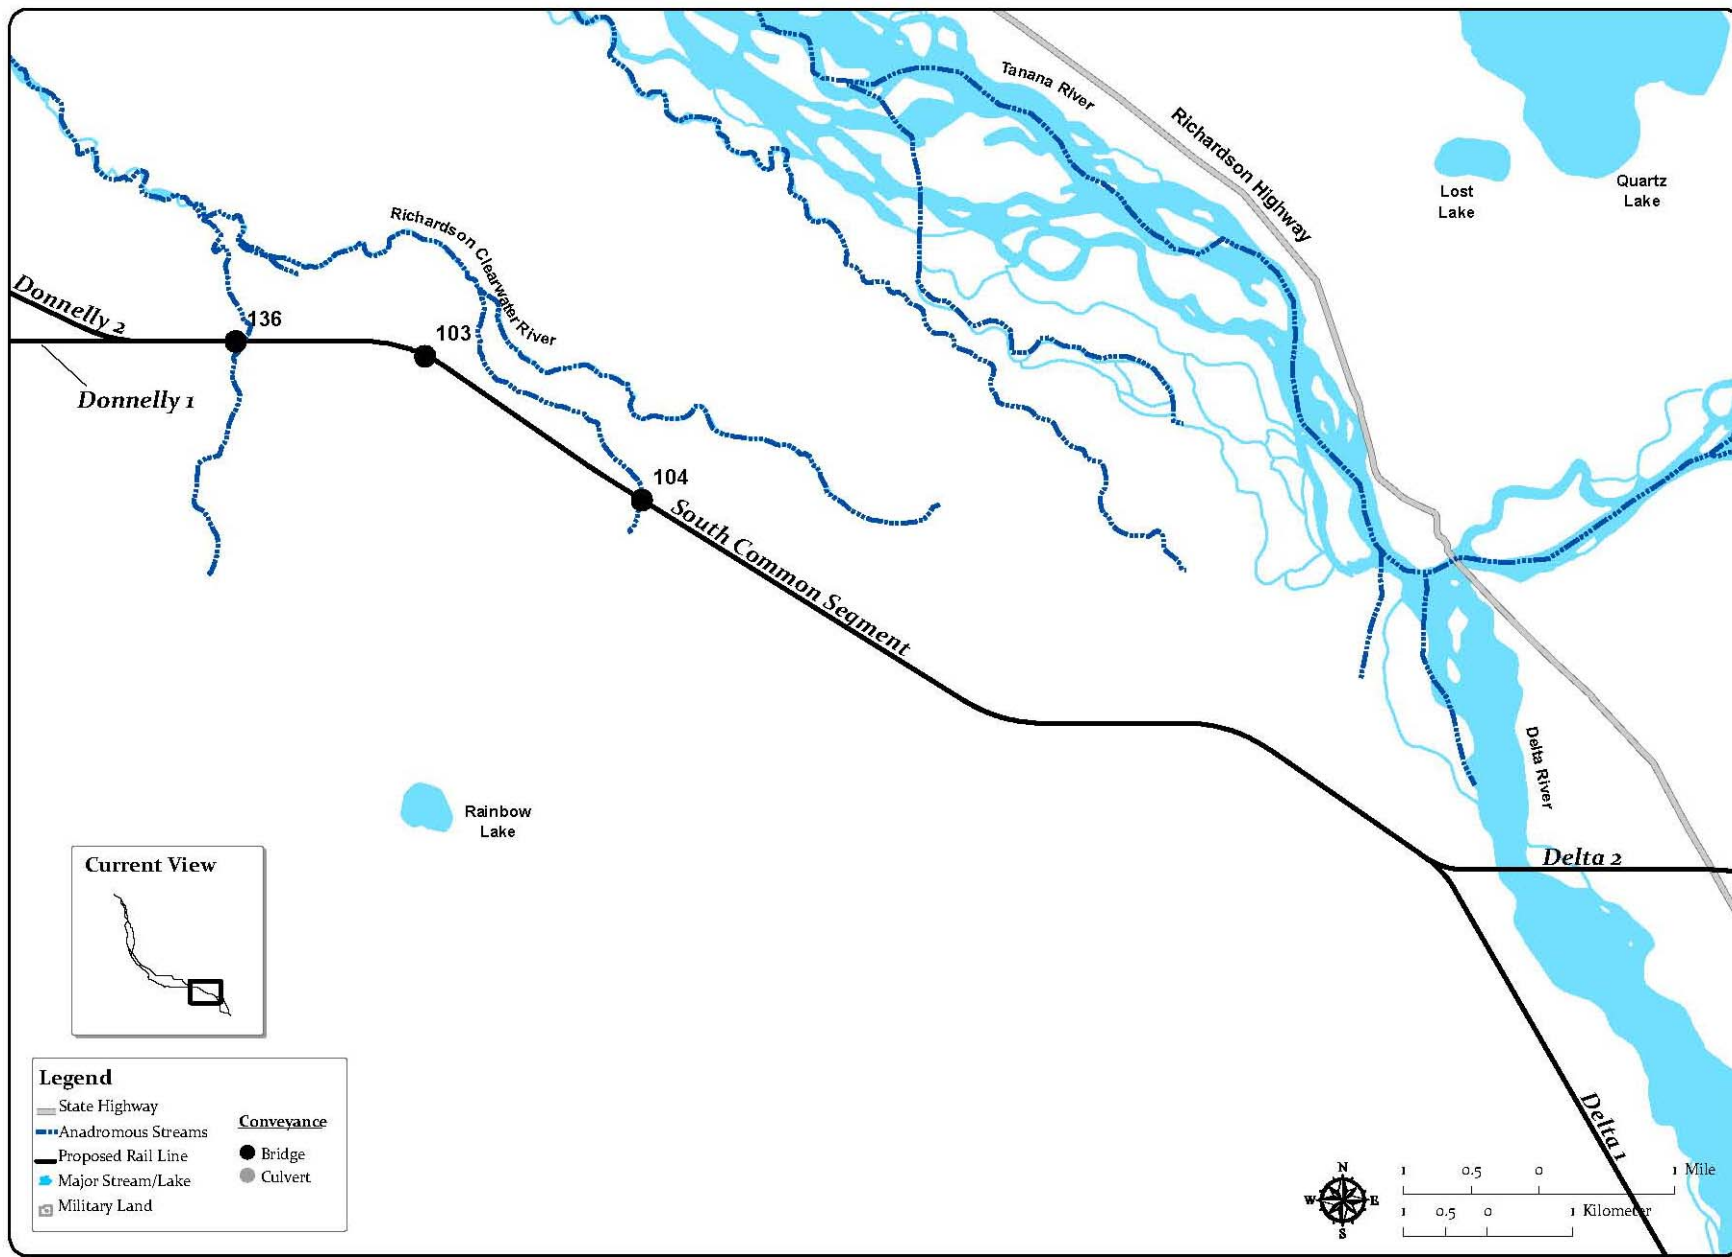 Tanana River
Richardson Highway
Lost
Lake
Quartz
Lake
Richardson Clearwater River
Donnelly 2
136
103
Donnelly 1
104
South Common Segment
Delta River
Rainbow
Lake
Delta 2
Delta 1
Current View
Legend
State Highway
Anadromous Streams
Proposed Rail Line
Major Stream/Lake
Military Land
Conveyance
Bridge
Culvert
N
W E
S
1 0.5 0 1 Mile
1 0.5 0 1 Kilometer